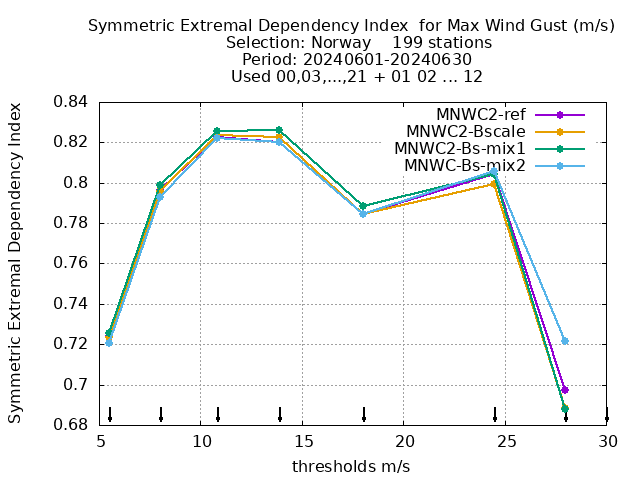 Symmetric Extremal Dependency Index  for Max Wind Gust (m/s)
Selection: Norway    199 stations
Period: 20240601-20240630
Used 00,03,...,21 + 01 02 ... 12
Symmetric Extremal Dependency Index
0.84
0.82
0.8
0.78
0.76
0.74
0.72
0.7
0.68
MNWC2-ref
MNWC2-Bscale
MNWC2-Bs-mix1
MNWC-Bs-mix2
5 10 15 20 25 30
thresholds m/s